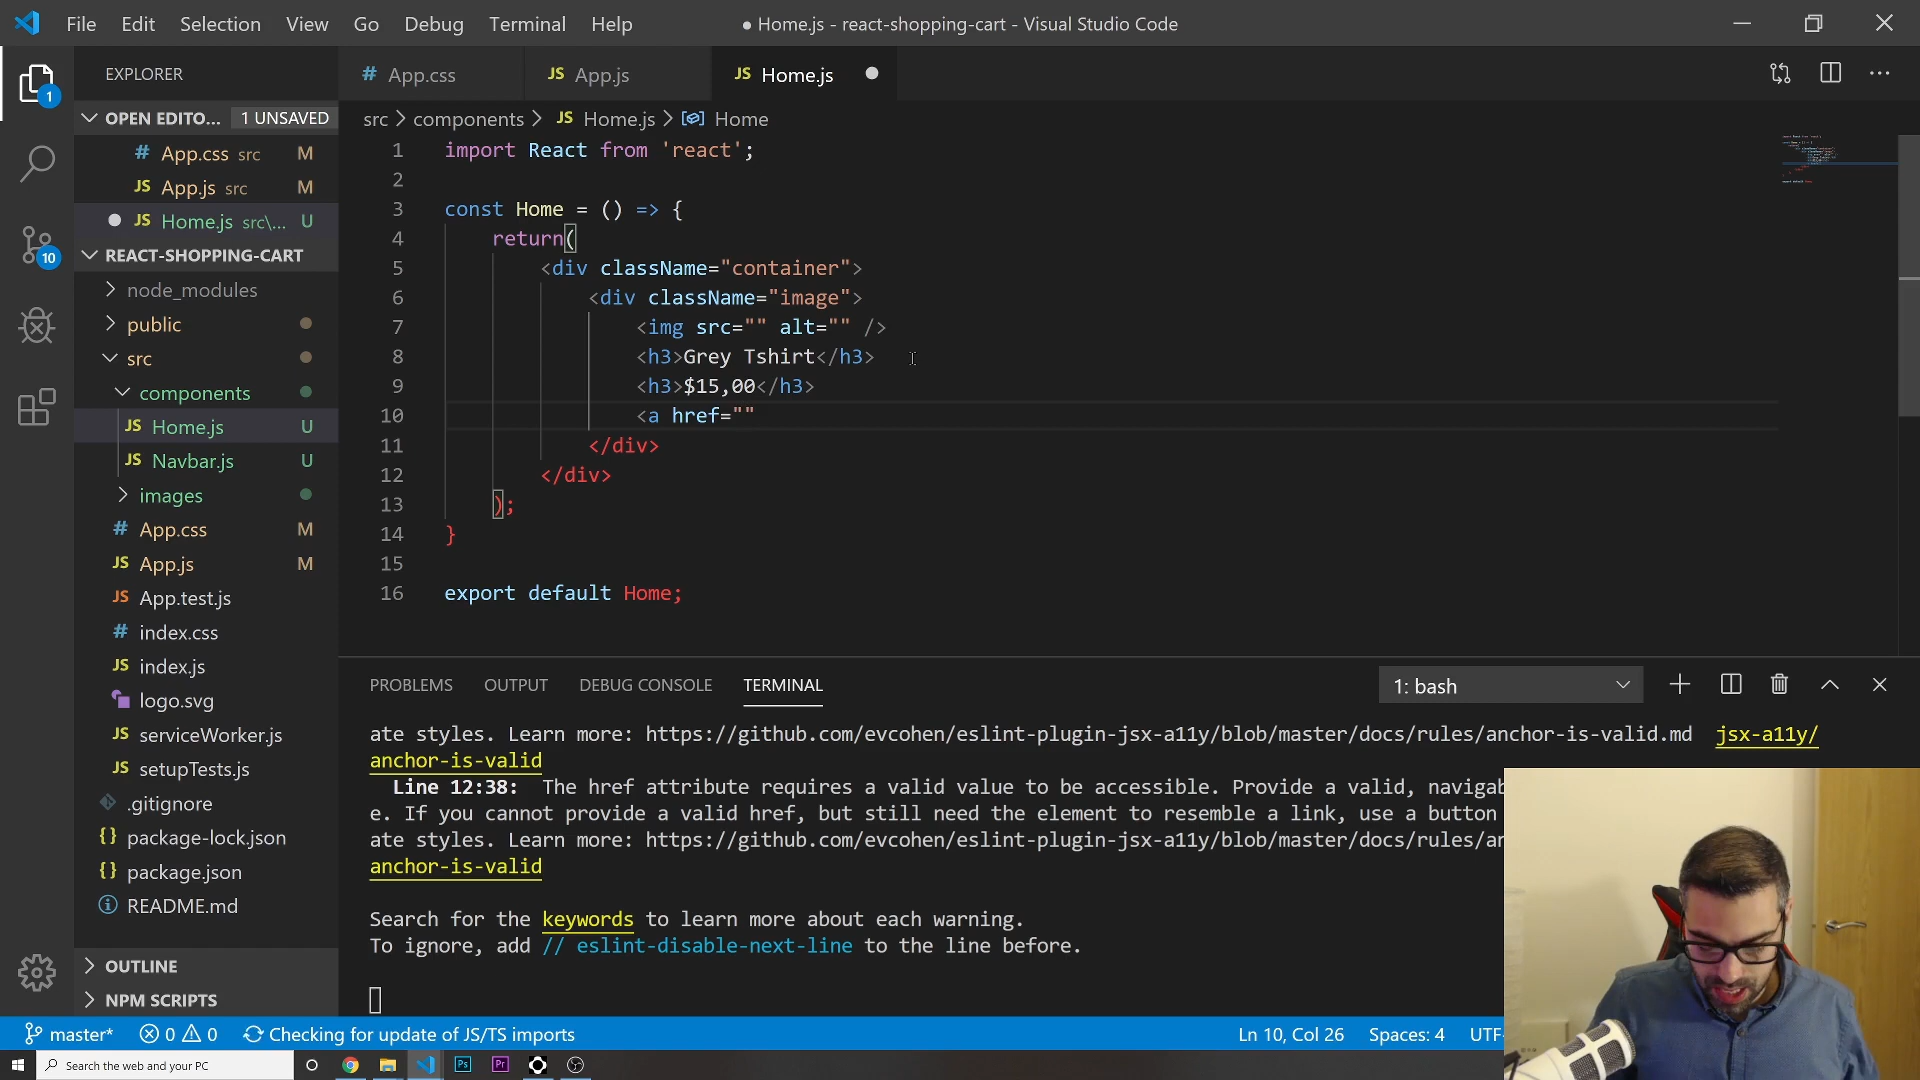 File Edit Selection View Go Debug Terminal Help
● Home.js - react-shopping-cart - Visual Studio Code
EXPLORER
# App.css
JS App.js
JS Home.js
OPEN EDITO... 1 UNSAVED
# App.css src M
JS App.js src M
JS Home.js src\... U
REACT-SHOPPING-CART
node_modules
public
src
components
JS Home.js U
JS Navbar.js U
images
# App.css M
JS App.js M
JS App.test.js
# index.css
JS index.js
logo.svg
JS serviceWorker.js
JS setupTests.js
.gitignore
{} package-lock.json
{} package.json
README.md
OUTLINE
NPM SCRIPTS
1
10
src > components > JS Home.js > Home
1 import React from 'react';
2
3 const Home = () => {
4 return(
5 <div className="container">
6 <div className="image">
7 <img src="" alt="" />
8 <h3>Grey Tshirt</h3>
9 <h3>$15,00</h3>
10 <a href=""
11 </div>
12 </div>
13 );
14 }
15
16 export default Home;
PROBLEMS OUTPUT DEBUG CONSOLE TERMINAL
1: bash
ate styles. Learn more: https://github.com/evcohen/eslint-plugin-jsx-a11y/blob/master/docs/rules/anchor-is-valid.md jsx-a11y/
anchor-is-valid
Line 12:38: The href attribute requires a valid value to be accessible. Provide a valid, navigab
e. If you cannot provide a valid href, but still need the element to resemble a link, use a button
ate styles. Learn more: https://github.com/evcohen/eslint-plugin-jsx-a11y/blob/master/docs/rules/an
anchor-is-valid
Search for the keywords to learn more about each warning.
To ignore, add // eslint-disable-next-line to the line before.
master* 0 0 Checking for update of JS/TS imports
Ln 10, Col 26 Spaces: 4 UTF-
Search the web and your PC
Ps
Pr